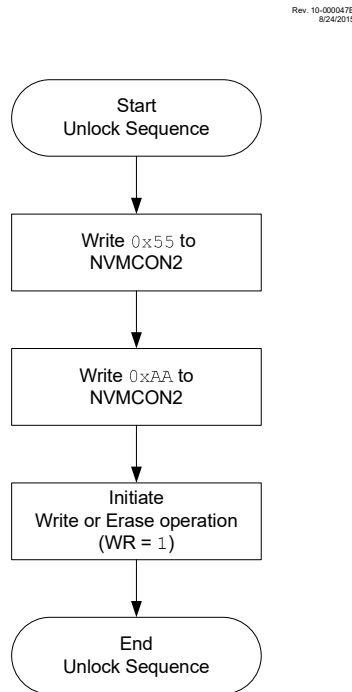 Rev. 10-000047B
8/24/2015
Start
Unlock Sequence
Write 0x55 to
NVMCON2
Write 0xAA to
NVMCON2
Initiate
Write or Erase operation
(WR = 1)
End
Unlock Sequence